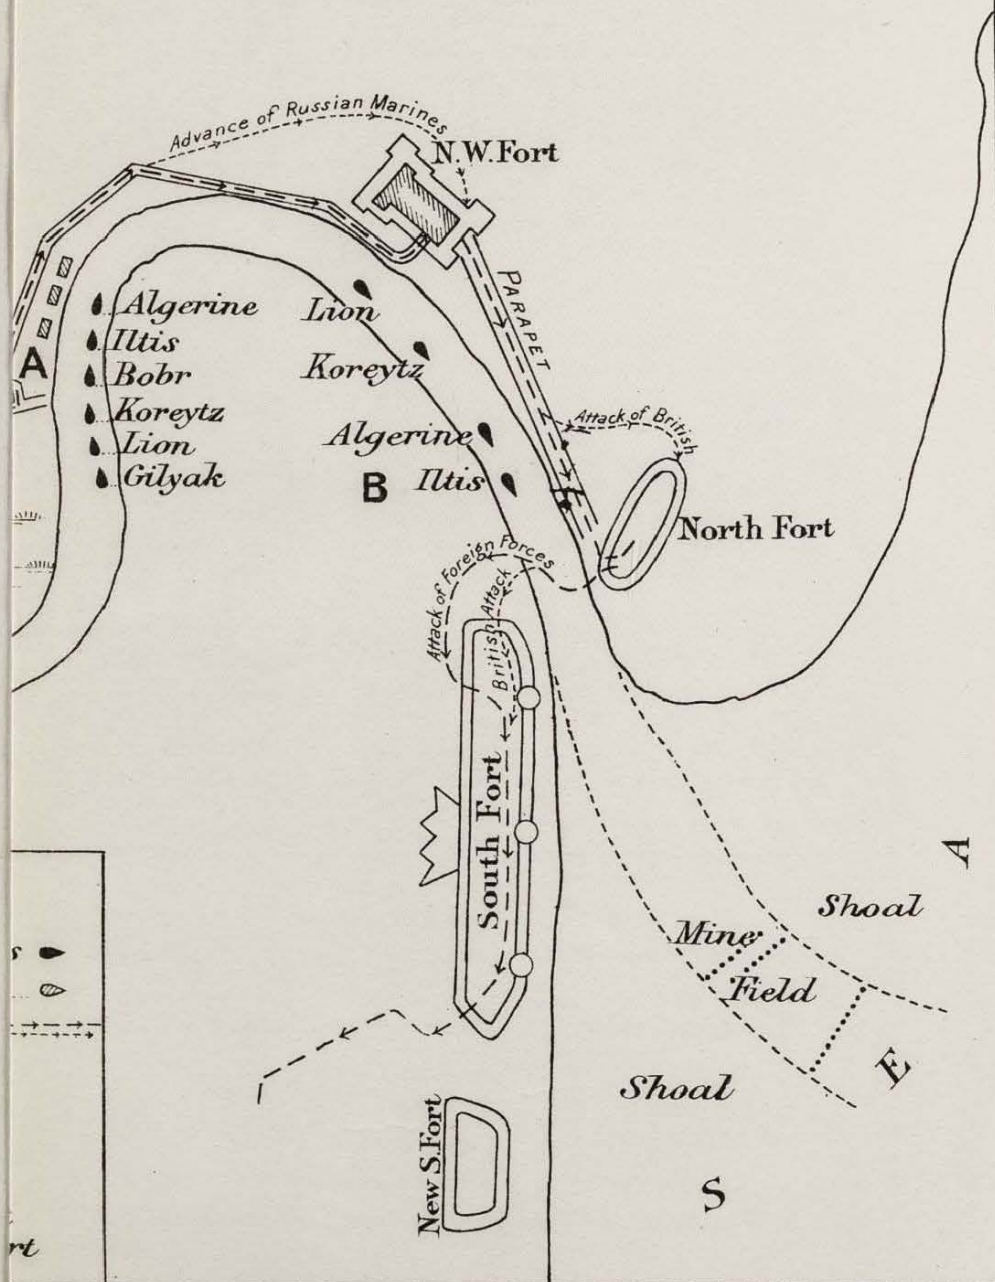 Advance of Russian Marines
N.W. Fort
PARAPET
Algerine
Iltis
Bobr
Koreytz
Lion
Gilyak
A
Lion
Koreytz
Algerine
Iltis
B
Attack of British
North Fort
Attack of Foreign Forces
British Attack
South Fort
Mine
Field
Shoal
Shoal
New S. Fort
S
E
A
s
rt